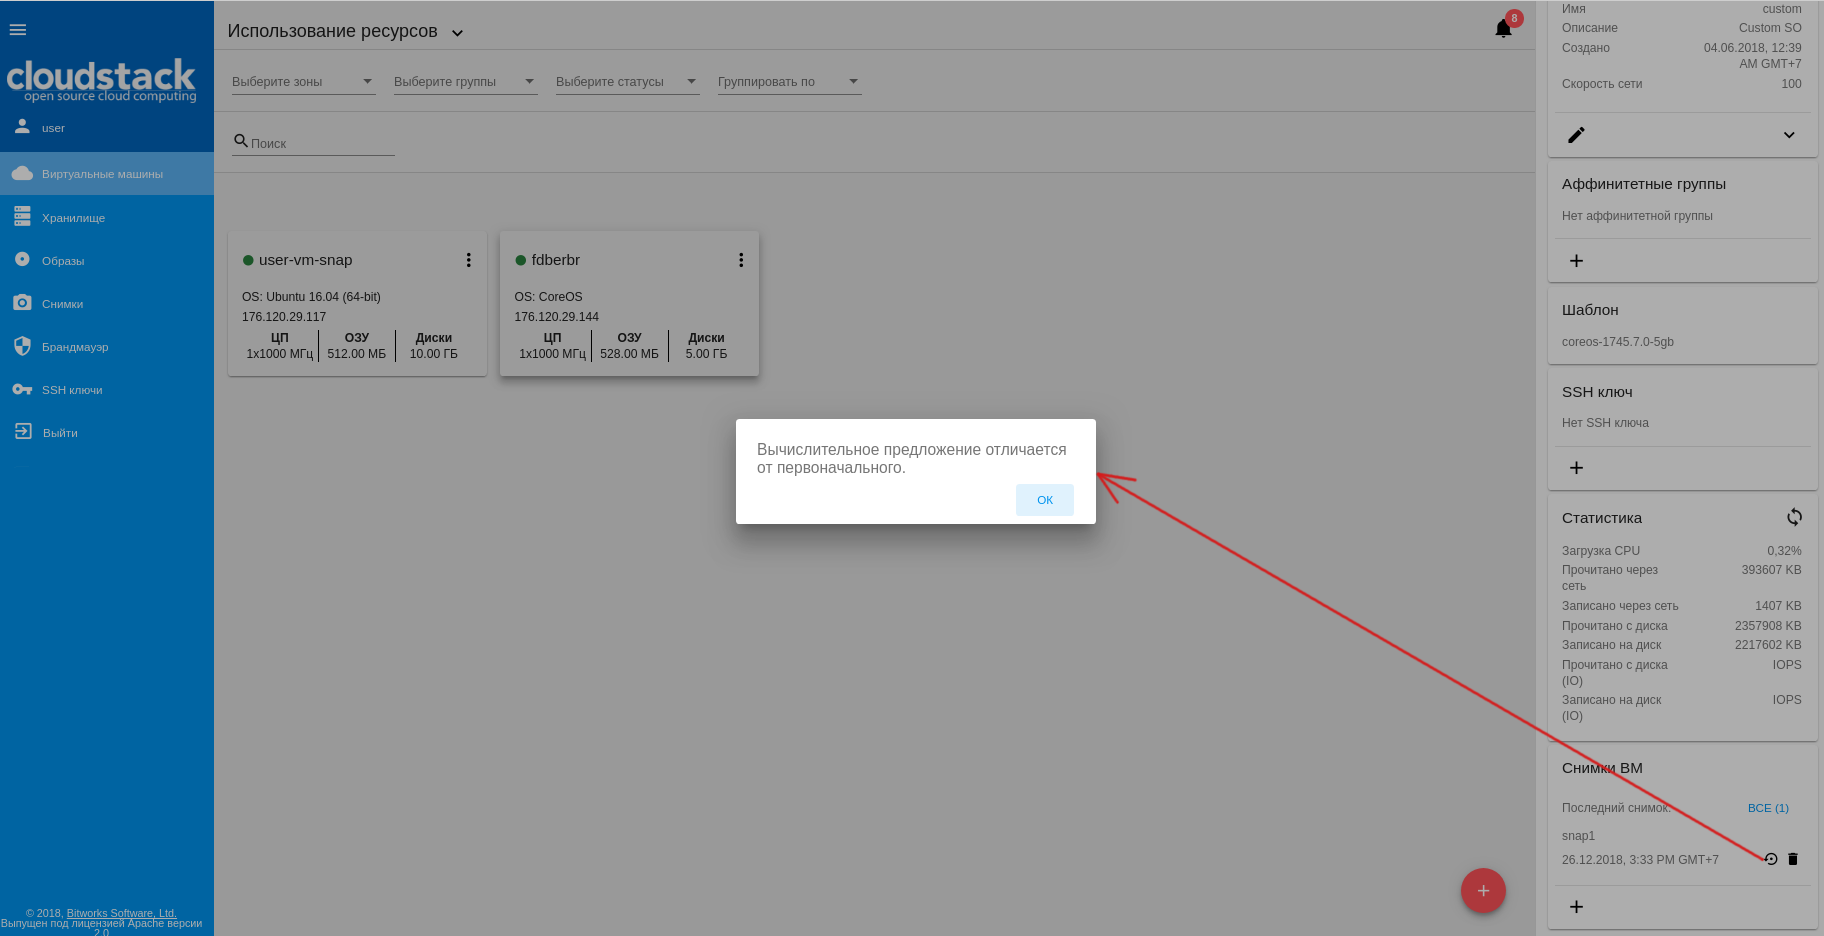 cloudstack
open source cloud computing
user
Виртуальные машины
Хранилище
Образы
Снимки
Брандмауэр
SSH ключи
Выйти
© 2018, Bitworks Software, Ltd.
Выпущен под лицензией Apache версии
2.0
Использование ресурсов
8
Выберите зоны
Выберите группы
Выберите статусы
Группировать по
Поиск
user-vm-snap
OS: Ubuntu 16.04 (64-bit)
176.120.29.117
ЦП ОЗУ Диски
1x1000 МГц 512.00 МБ 10.00 ГБ
fdberbr
OS: CoreOS
176.120.29.144
ЦП ОЗУ Диски
1x1000 МГц 528.00 МБ 5.00 ГБ
Вычислительное предложение отличается
от первоначального.
ОК
Имя custom
Описание Custom SO
Создано 04.06.2018, 12:39
AM GMT+7
Скорость сети 100
Аффинитетные группы
Нет аффинитетной группы
Шаблон
coreos-1745.7.0-5gb
SSH ключ
Нет SSH ключа
Статистика
Загрузка CPU 0,32%
Прочитано через 393607 KB
сеть
Записано через сеть 1407 KB
Прочитано с диска 2357908 KB
Записано на диск 2217602 KB
Прочитано с диска IOPS
(IO)
Записано на диск IOPS
(IO)
Снимки ВМ
Последний снимок: ВСЕ (1)
snap1
26.12.2018, 3:33 PM GMT+7